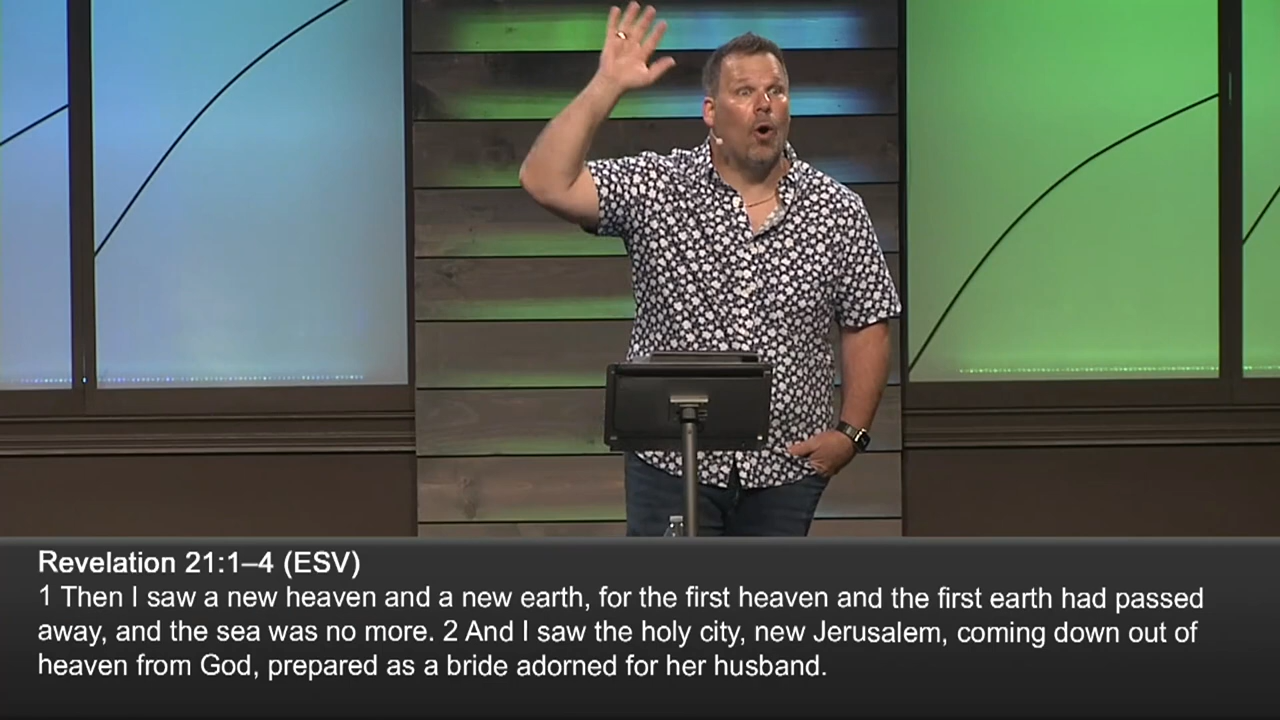 Revelation 21:1–4 (ESV)
1 Then I saw a new heaven and a new earth, for the first heaven and the first earth had passed
away, and the sea was no more. 2 And I saw the holy city, new Jerusalem, coming down out of
heaven from God, prepared as a bride adorned for her husband.